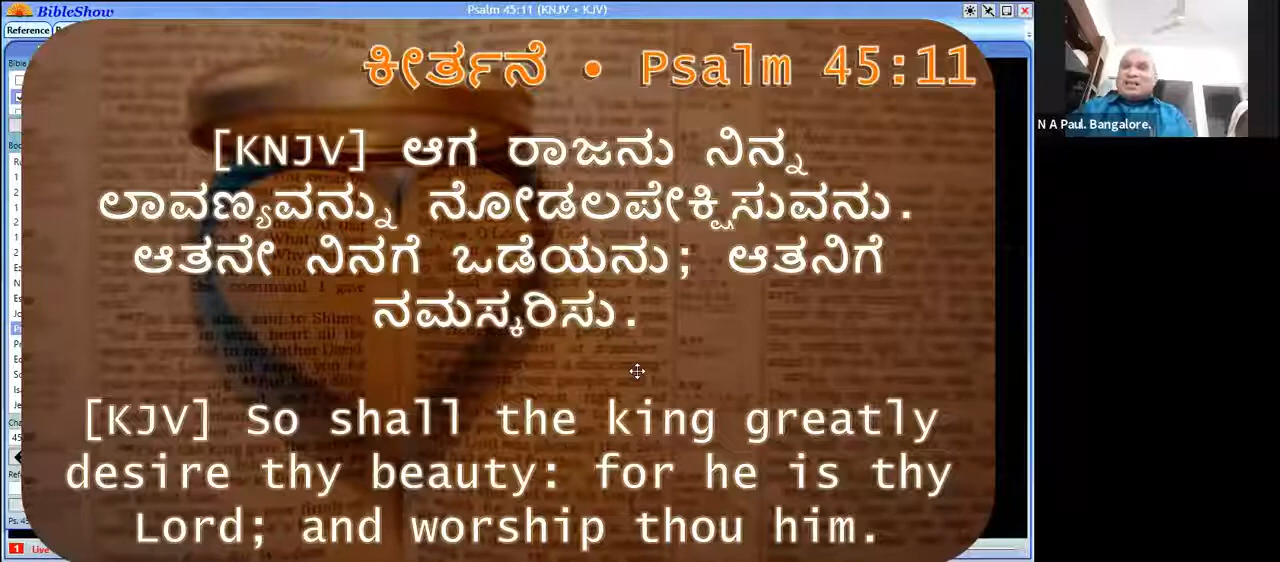 BibleShow
Psalm 45:11 (KNJV + KJV)
Reference
ಕೀರ್ತನೆ • Psalm 45:11
[KNJV] ಆಗ ರಾಜನು ನಿನ್ನ
ಲಾವಣ್ಯವನ್ನು ನೋಡಲಪೇಕ್ಷಿಸುವನು.
ಆತನೇ ನಿನಗೆ ಒಡೆಯನು; ಆತನಿಗೆ
ನಮಸ್ಕರಿಸು.
[KJV] So shall the king greatly
desire thy beauty: for he is thy
Lord; and worship thou him.
1 Live
N A Paul. Bangalore.